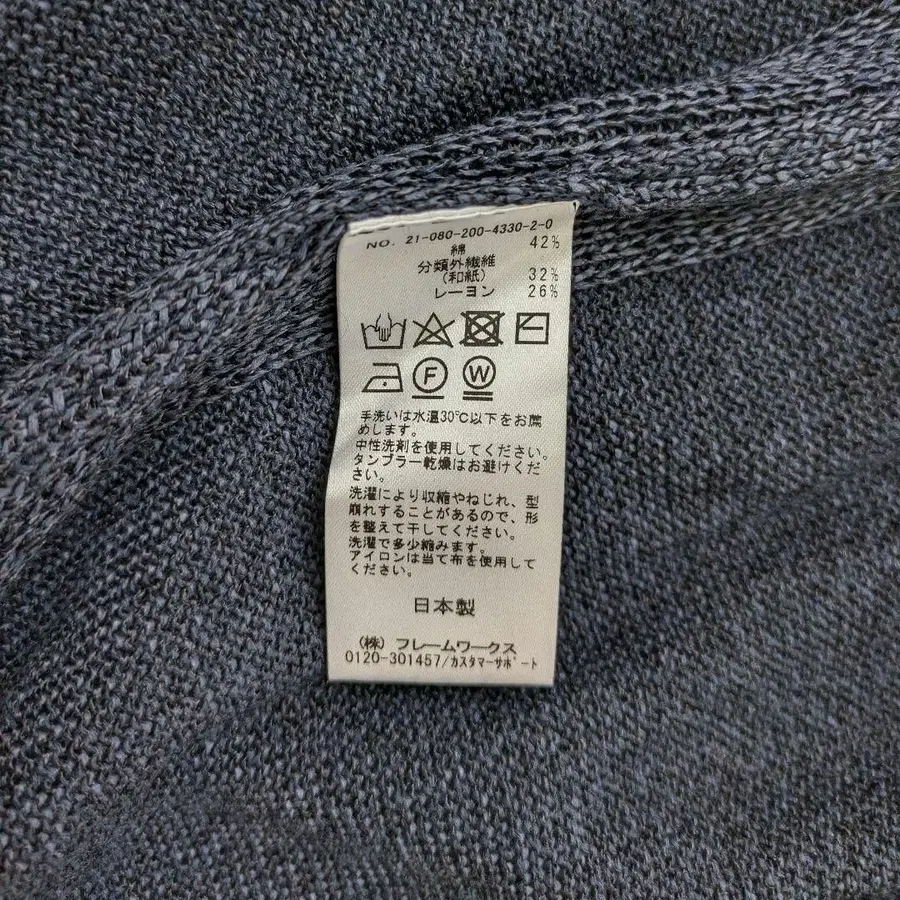 NO. 21-080-200-4330-2-0
綿 42%
分類外繊維
(和紙) 32%
レーヨン 26%
F W
手洗いは水温30℃以下をお薦
めします。
中性洗剤を使用してください。
タンブラー乾燥はお避けくだ
さい。
洗濯により収縮やねじれ、型
崩れすることがあるので、形
を整えて干してください。
洗濯で多少縮みます。
アイロンは当て布を使用して
ください。
日本製
(株) フレームワークス
0120-301457/カスタマーサポート